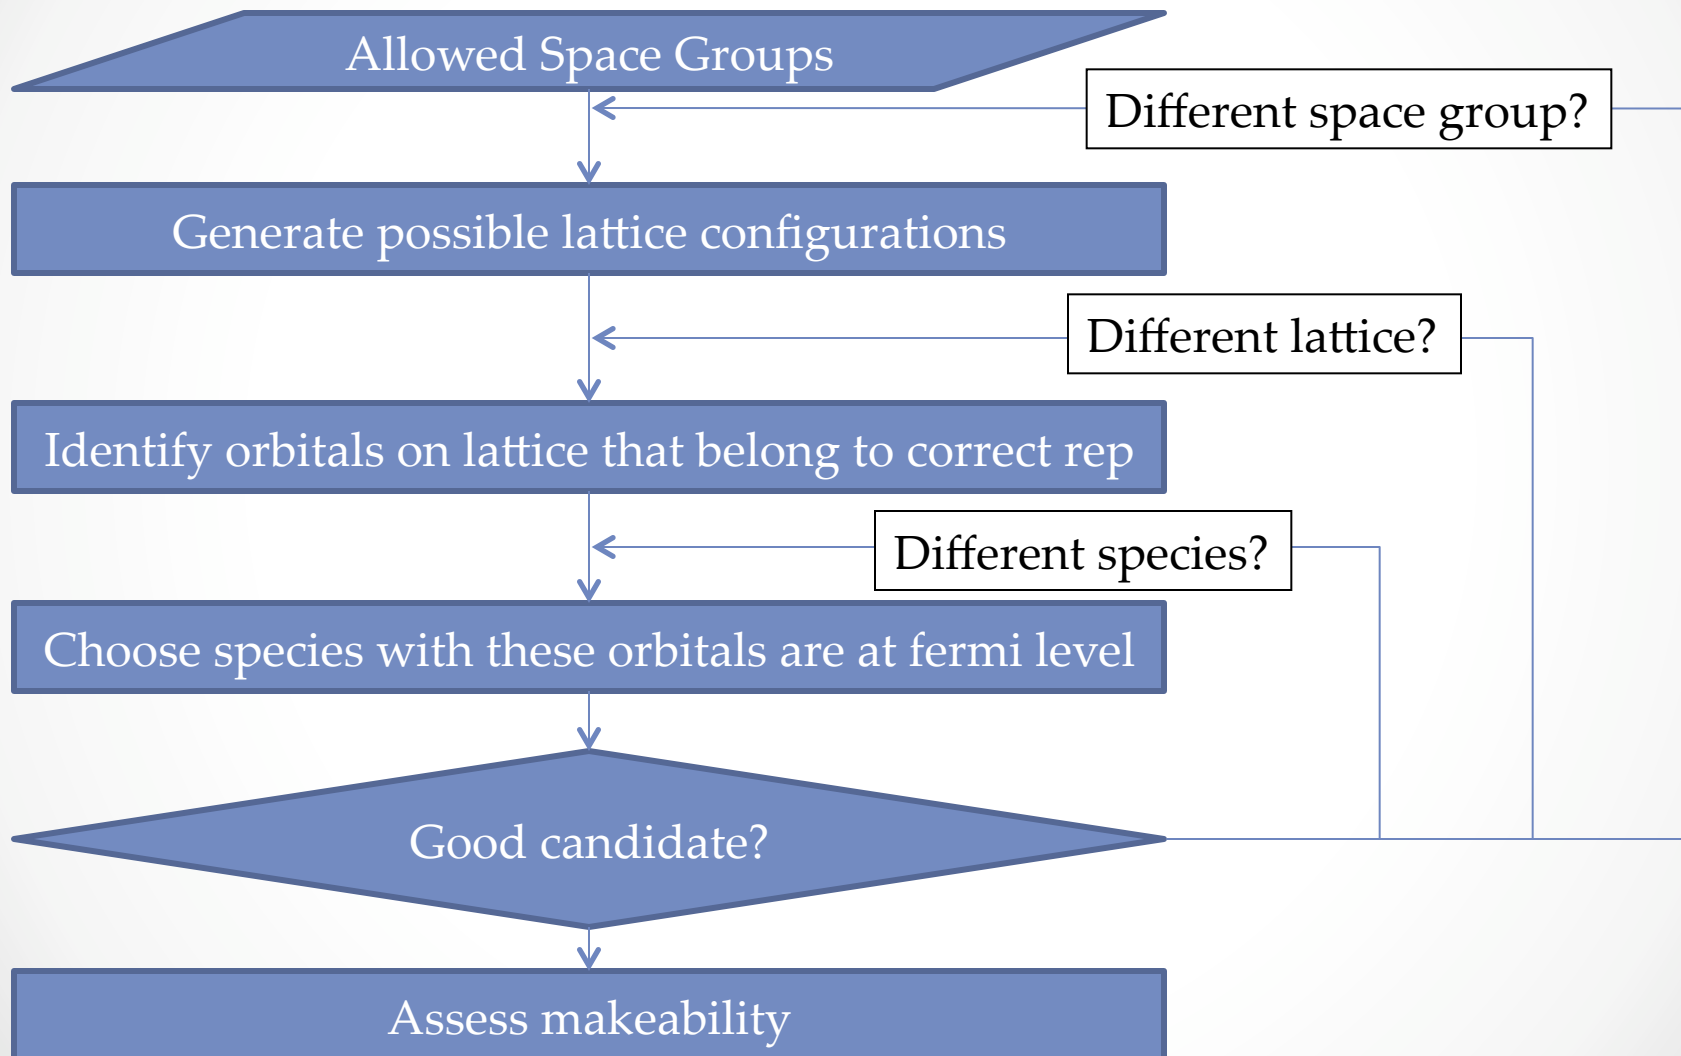 Allowed Space Groups
Different space group?
Generate possible lattice configurations
Different lattice?
Identify orbitals on lattice that belong to correct rep
Different species?
Choose species with these orbitals are at fermi level
Good candidate?
Assess makeability